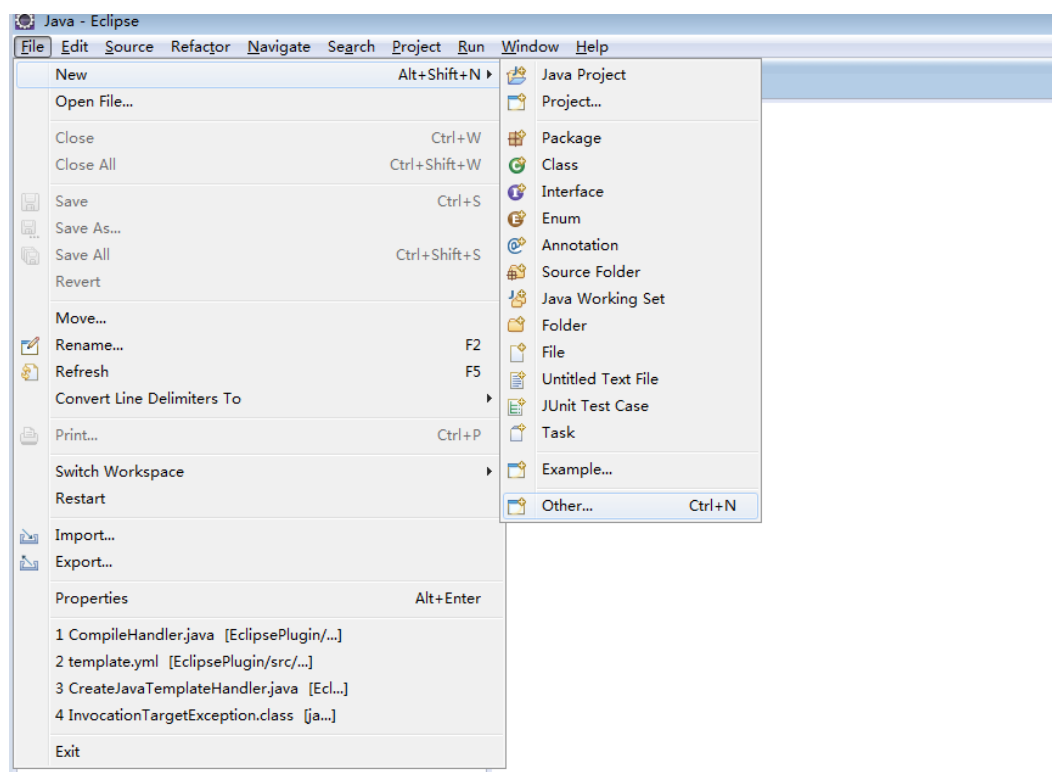 Java - Eclipse
File Edit Source Refactor Navigate Search Project Run Window Help
New Alt+Shift+N
Open File...
Close Ctrl+W
Close All Ctrl+Shift+W
Save Ctrl+S
Save As...
Save All Ctrl+Shift+S
Revert
Move...
Rename... F2
Refresh F5
Convert Line Delimiters To
Print... Ctrl+P
Switch Workspace
Restart
Import...
Export...
Properties Alt+Enter
1 CompileHandler.java [EclipsePlugin/...]
2 template.yml [EclipsePlugin/src/...]
3 CreateJavaTemplateHandler.java [Ecl...]
4 InvocationTargetException.class [ja...]
Exit
Java Project
Project...
Package
Class
Interface
Enum
Annotation
Source Folder
Java Working Set
Folder
File
Untitled Text File
JUnit Test Case
Task
Example...
Other... Ctrl+N